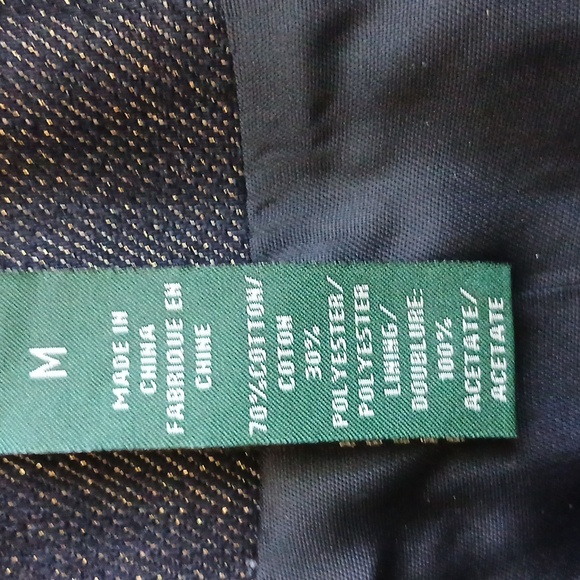 M
MADE IN
CHINA
FABRIQUE EN
CHINE
70%COTTON/
COTON
30%
POLYESTER/
POLYESTER
LINING/
DOUBLURE:
100%
ACETATE/
ACETATE